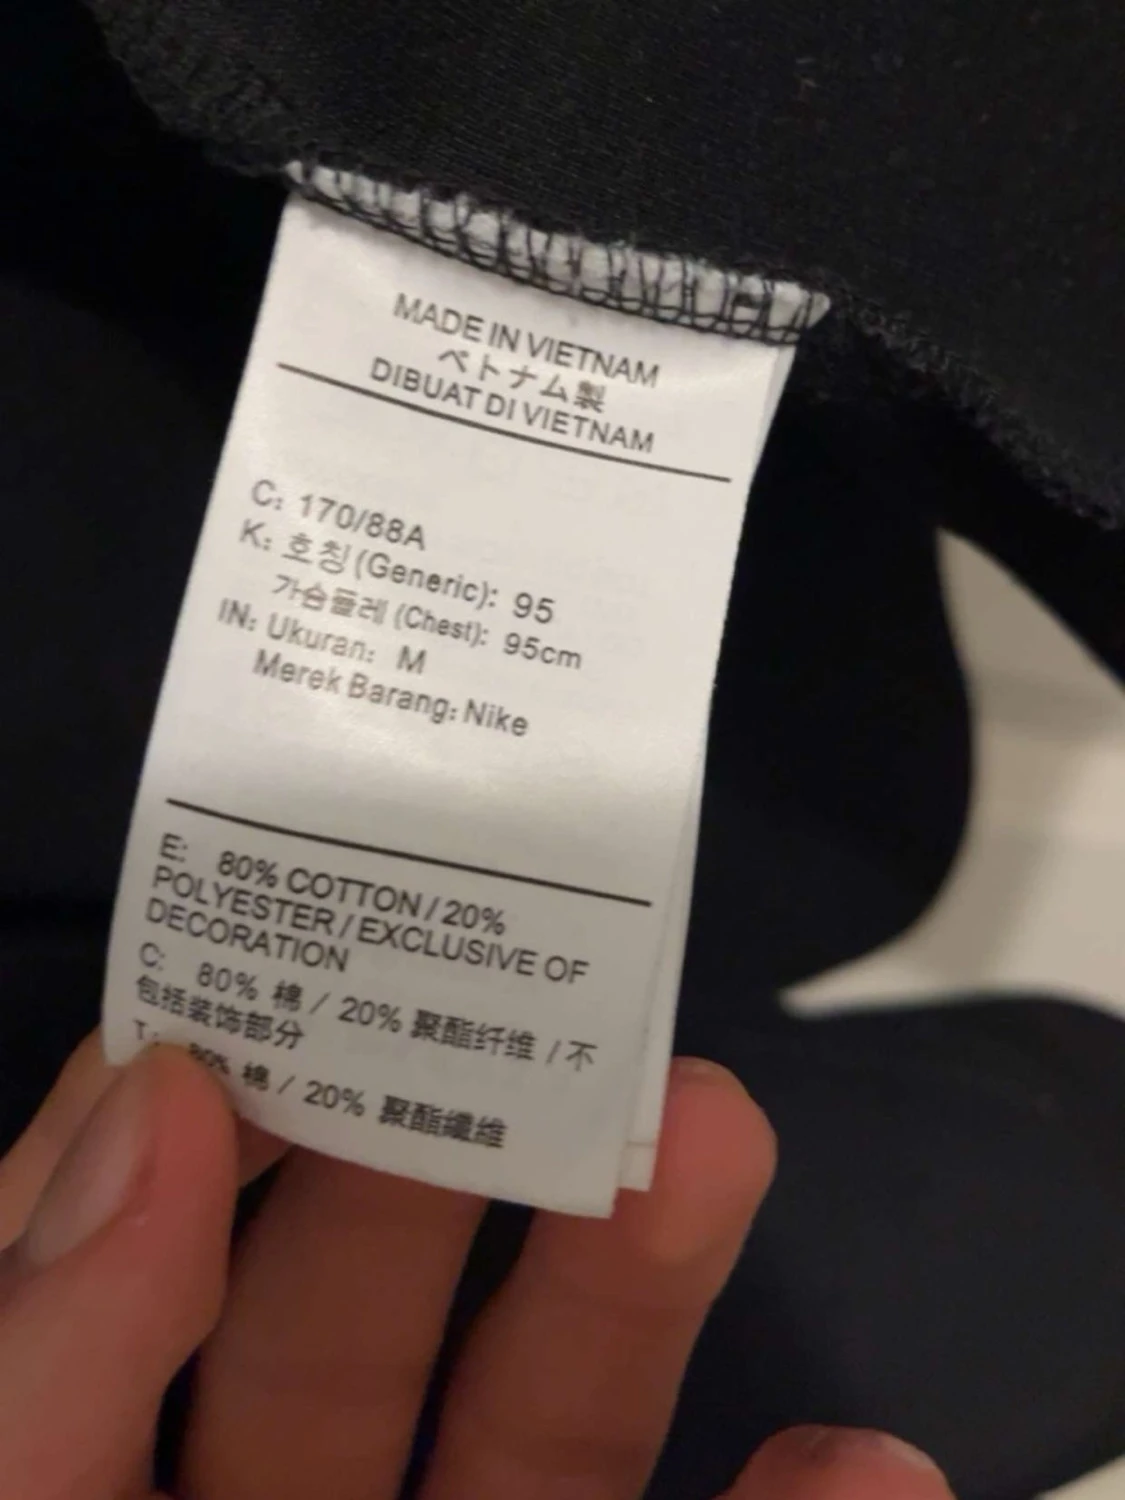 MADE IN VIETNAM
ベトナム製
DIBUAT DI VIETNAM
C: 170/88A
K: 호칭 (Generic): 95
가슴둘레 (Chest): 95cm
IN: Ukuran: M
Merek Barang: Nike
E: 80% COTTON / 20%
POLYESTER / EXCLUSIVE OF
DECORATION
C: 80% 棉 / 20% 聚酯纤维 / 不
包括装饰部分
T: 80% 棉 / 20% 聚酯纖維